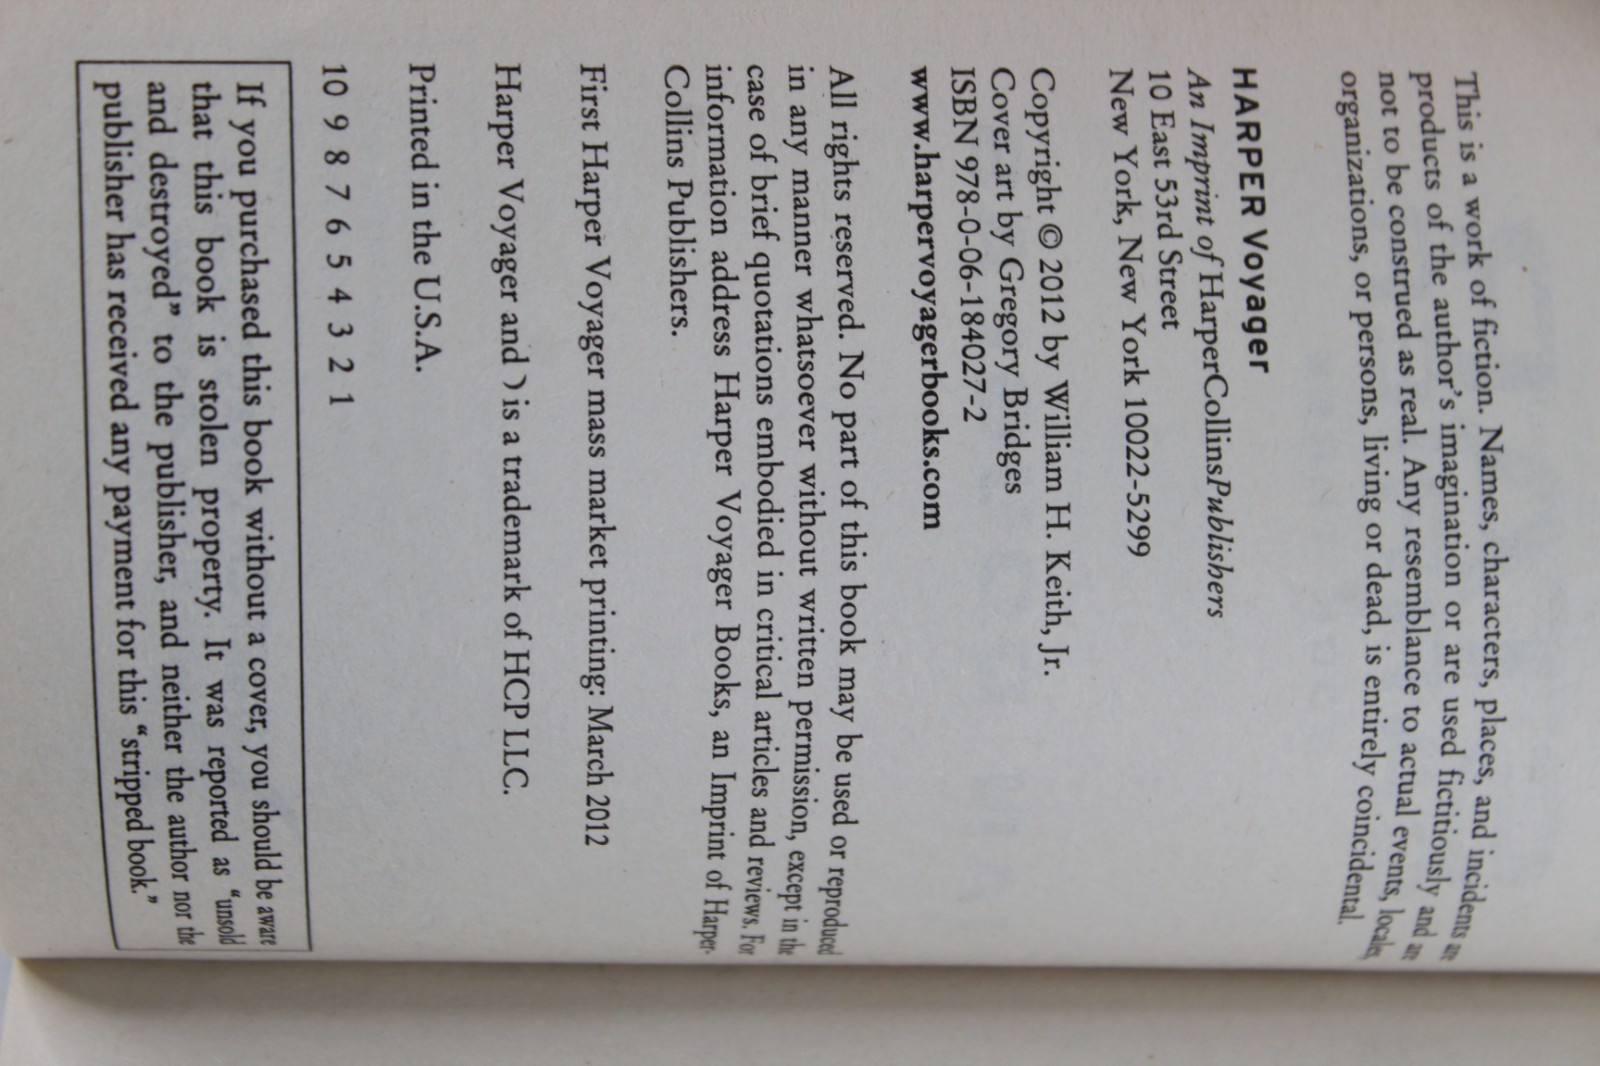 This is a work of fiction. Names, characters, places, and incidents are
products of the author's imagination or are used fictitiously and are
not to be construed as real. Any resemblance to actual events, locales,
organizations, or persons, living or dead, is entirely coincidental.
HARPER Voyager
An Imprint of HarperCollinsPublishers
10 East 53rd Street
New York, New York 10022-5299
Copyright © 2012 by William H. Keith, Jr.
Cover art by Gregory Bridges
ISBN 978-0-06-184027-2
www.harpervoyagerbooks.com
All rights reserved. No part of this book may be used or reproduced
in any manner whatsoever without written permission, except in the
case of brief quotations embodied in critical articles and reviews. For
information address Harper Voyager Books, an Imprint of Harper-
Collins Publishers.
First Harper Voyager mass market printing: March 2012
Harper Voyager and ) is a trademark of HCP LLC.
Printed in the U.S.A.
10 9 8 7 6 5 4 3 2 1
If you purchased this book without a cover, you should be aware
that this book is stolen property. It was reported as “unsold
and destroyed” to the publisher, and neither the author nor the
publisher has received any payment for this “stripped book.”